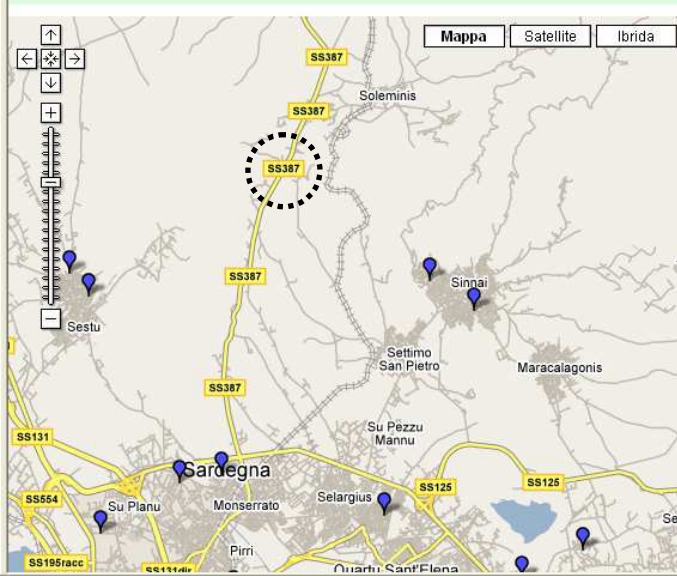 Mappa
Satellite
Ibrida
SS387
Soleminis
SS387
SS387
SS387
Sinnai
Sestu
Settimo
San Pietro
Maracalagonis
SS387
Su Pezzu
Mannu
SS131
Sardegna
SS125
SS125
SS554
Su Planu
Monserrato
Selargius
Se
Pirri
SS195racc
SS131dir
Quartu Sant'Elena